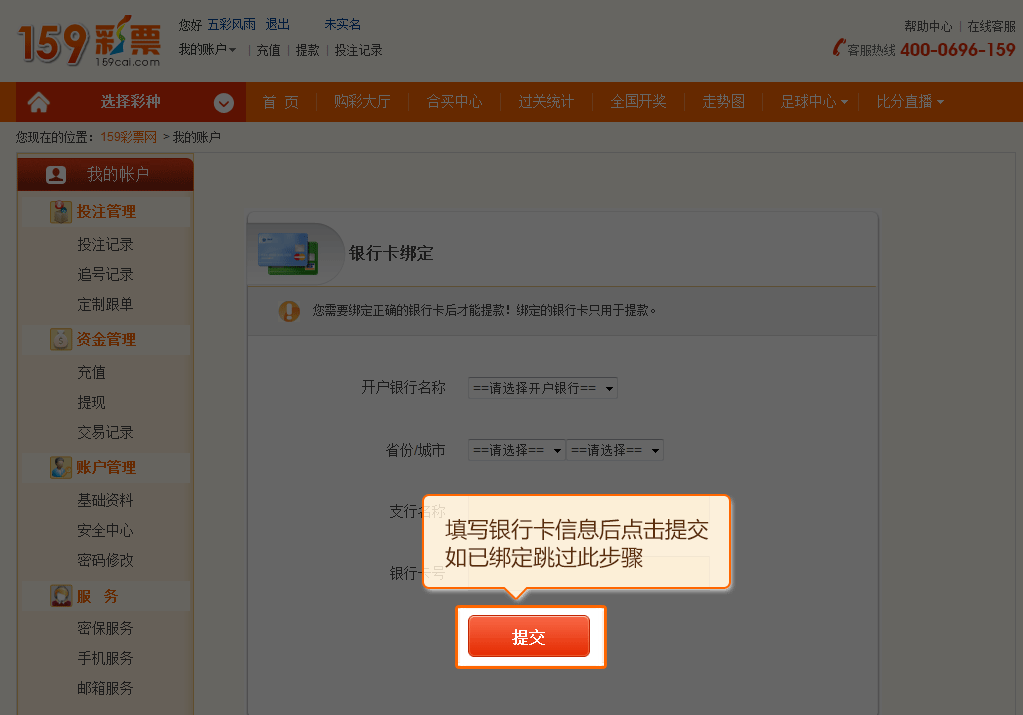 159彩票
159cai.com
您好 五彩风雨 退出 未实名
我的账户 充值 提款 投注记录
帮助中心 在线客服
客服热线 400-0696-159
选择彩种 首 页 购彩大厅 合买中心 过关统计 全国开奖 走势图 足球中心 比分直播
您现在的位置： 159彩票网 > 我的账户
我的帐户
投注管理
投注记录
追号记录
定制跟单
资金管理
充值
提现
交易记录
账户管理
基础资料
安全中心
密码修改
服 务
密保服务
手机服务
邮箱服务
银行卡绑定
您需要绑定正确的银行卡后才能提款！绑定的银行卡只用于提款。
开户银行名称 ==请选择开户银行==
省份/城市 ==请选择== ==请选择==
支行名称
银行卡号
填写银行卡信息后点击提交
如已绑定跳过此步骤
提交